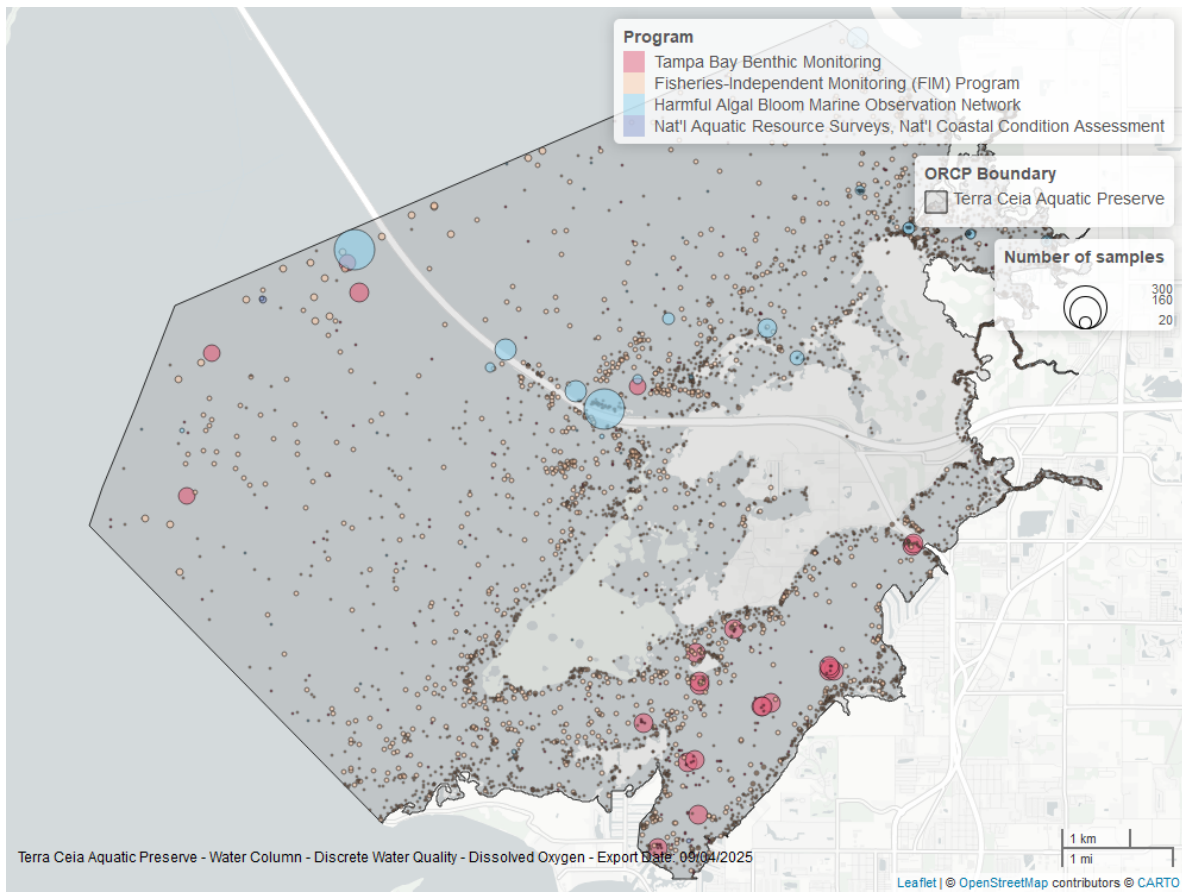 Program
Tampa Bay Benthic Monitoring
Fisheries-Independent Monitoring (FIM) Program
Harmful Algal Bloom Marine Observation Network
Nat'l Aquatic Resource Surveys, Nat'l Coastal Condition Assessment
ORCP Boundary
Terra Ceia Aquatic Preserve
Number of samples
300
160
20
1 km
1 mi
Terra Ceia Aquatic Preserve - Water Column - Discrete Water Quality - Dissolved Oxygen - Export Date: 09/04/2025
Leaflet | © OpenStreetMap contributors © CARTO